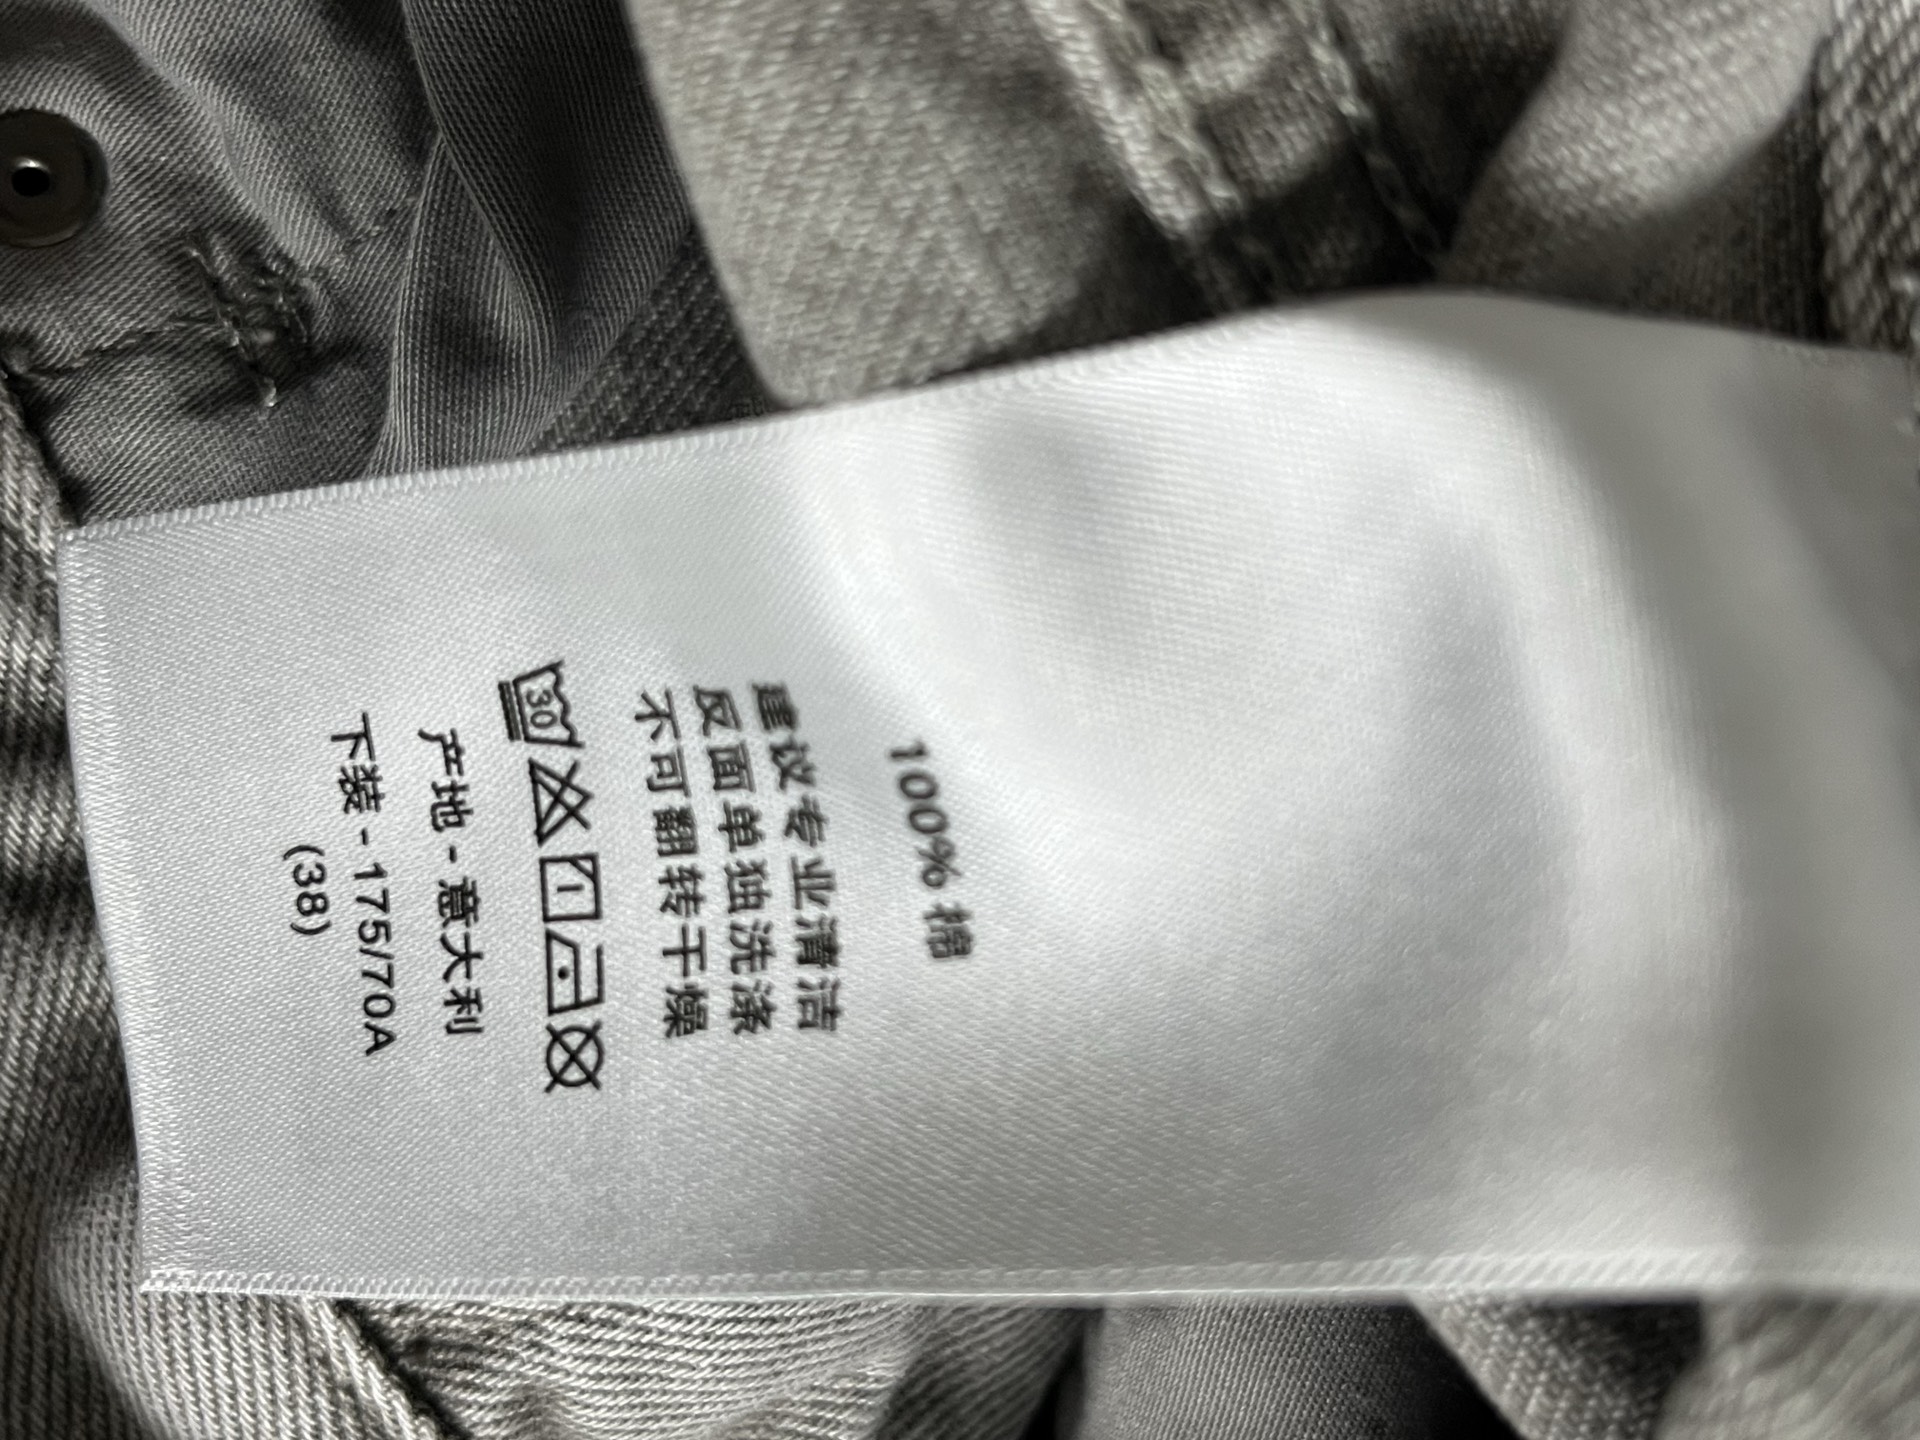 100% 棉
建议专业清洁
反面单独洗涤
不可翻转干燥
30
产地 - 意大利
下装 - 175/70A
(38)